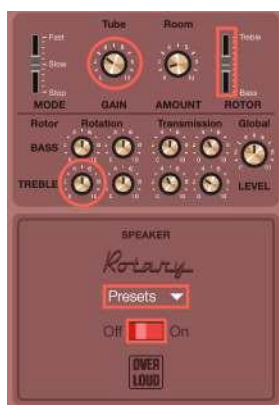 Tube Room
Fast Treble
Slow
Stop Bass
MODE GAIN AMOUNT ROTOR
Rotor Rotation Transmission Global
BASS
TREBLE LEVEL
SPEAKER
Rotary
Presets
Off On
OVER
LOUD